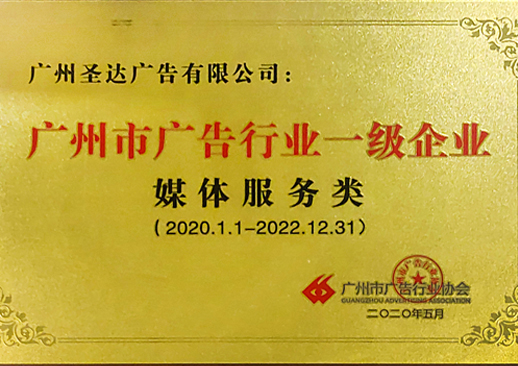 广州圣达广告有限公司：
广州市广告行业一级企业
媒体服务类
（2020.1.1-2022.12.31）
广州市广告行业协会
GUANGZHOU ADVERTISING ASSOCIATION
二〇二〇年五月